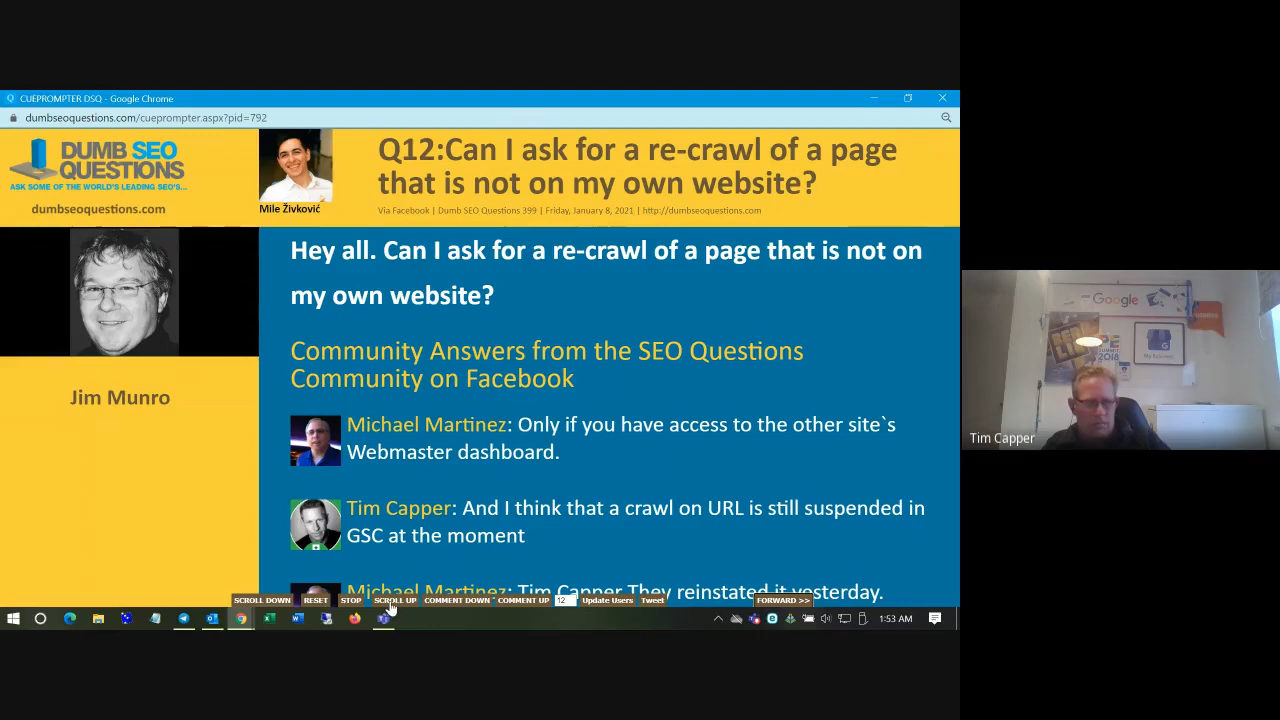 CUEPROMPTER DSQ - Google Chrome
dumbseoquestions.com/cueprompter.aspx?pid=792
DUMB SEO
QUESTIONS
ASK SOME OF THE WORLD'S LEADING SEO'S...
dumbseoquestions.com
Mile Živković
Q12:Can I ask for a re-crawl of a page
that is not on my own website?
Via Facebook | Dumb SEO Questions 399 | Friday, January 8, 2021 | http://dumbseoquestions.com
Jim Munro
Hey all. Can I ask for a re-crawl of a page that is not on
my own website?
Community Answers from the SEO Questions
Community on Facebook
Michael Martinez: Only if you have access to the other site`s
Webmaster dashboard.
Tim Capper: And I think that a crawl on URL is still suspended in
GSC at the moment
Michael Martinez: Tim Capper They reinstated it yesterday.
SCROLL DOWN RESET STOP SCROLL UP COMMENT DOWN COMMENT UP 12 Update Users Tweet FORWARD >>
1:53 AM
Google
2018
My Business
Tim Capper